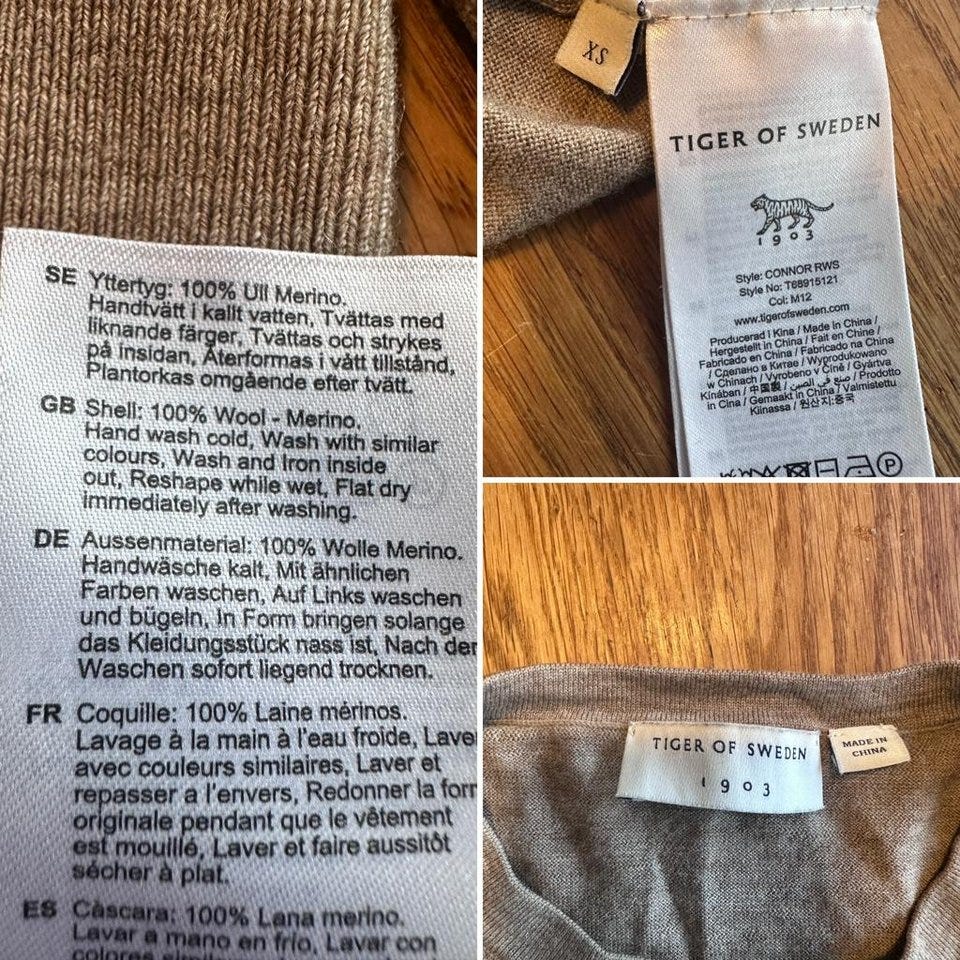 SE Yttertyg: 100% Ull Merino.
Handtvätt i kallt vatten, Tvättas med
liknande färger, Tvättas och strykes
på insidan, Återformas i vått tillstånd,
Plantorkas omgående efter tvätt.
GB Shell: 100% Wool - Merino.
Hand wash cold, Wash with similar
colours, Wash and Iron inside
out, Reshape while wet, Flat dry
immediately after washing.
DE Aussenmaterial: 100% Wolle Merino.
Handwäsche kalt, Mit ähnlichen
Farben waschen, Auf Links waschen
und bügeln, In Form bringen solange
das Kleidungsstück nass ist, Nach der
Waschen sofort liegend trocknen.
FR Coquille: 100% Laine mérinos.
Lavage à la main à l'eau froide, Lave
avec couleurs similaires, Laver et
repasser a l'envers, Redonner la for
originale pendant que le vêtement
est mouillé, Laver et faire aussitôt
sécher à plat.
ES Càscara: 100% Lana merino.
Lavar a mano en frío, Lavar con
colores
XS
TIGER OF SWEDEN
1903
Style: CONNOR RWS
Style No: T68915121
Col: M12
www.tigerofsweden.com
Producerad i Kina / Made in China /
Hergestellt in China / Fait en Chine /
Fabricado en China / Fabricado na China
/ Сделано в Китае / Wyprodukowano
w Chinach / Vyrobeno v Číně / Gyártva
Kínában / 中国製 / صنع في الصين / Prodotto
in Cina / Gemaakt in China / Valmistettu
Kiinassa / 원산지:중국
P
TIGER OF SWEDEN
1903
MADE IN
CHINA